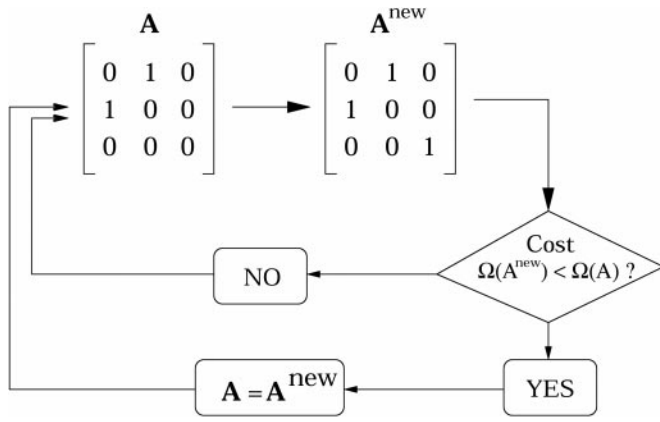 A A^new
0 1 0 0 1 0
1 0 0 1 0 0
0 0 0 0 0 1
Cost
Ω(A^new) < Ω(A) ?
NO
YES
A = A^new